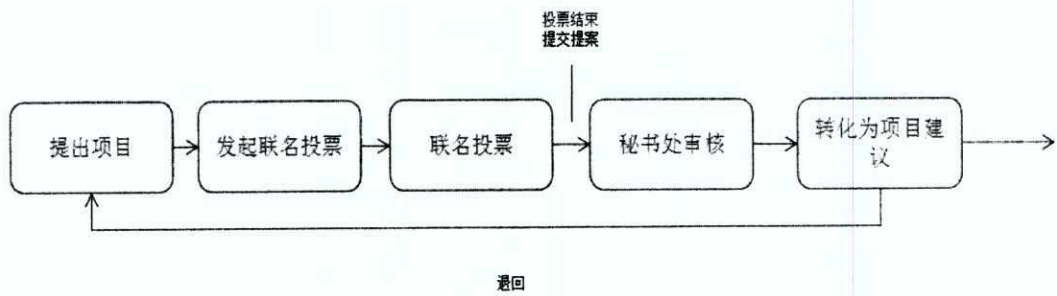 投票结束
提交提案
提出项目
发起联名投票
联名投票
秘书处审核
转化为项目建
议
退回